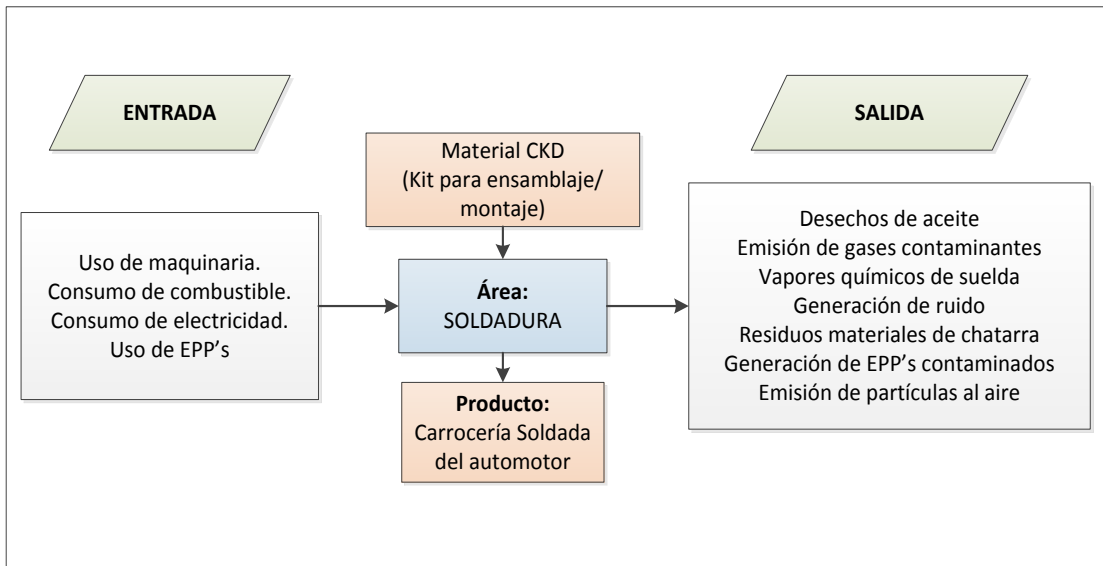 ENTRADA
SALIDA
Material CKD
(Kit para ensamblaje/
montaje)
Uso de maquinaria.
Consumo de combustible.
Consumo de electricidad.
Uso de EPP’s
Área:
SOLDADURA
Producto:
Carrocería Soldada
del automotor
Desechos de aceite
Emisión de gases contaminantes
Vapores químicos de suelda
Generación de ruido
Residuos materiales de chatarra
Generación de EPP’s contaminados
Emisión de partículas al aire